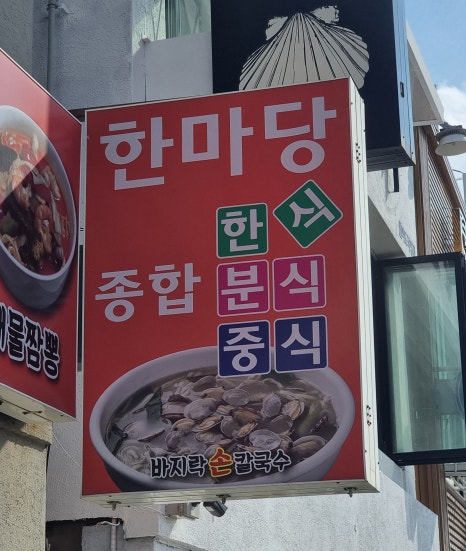 한마당
한식
종합 분식
중식
바지락 손칼국수
해물짬뽕